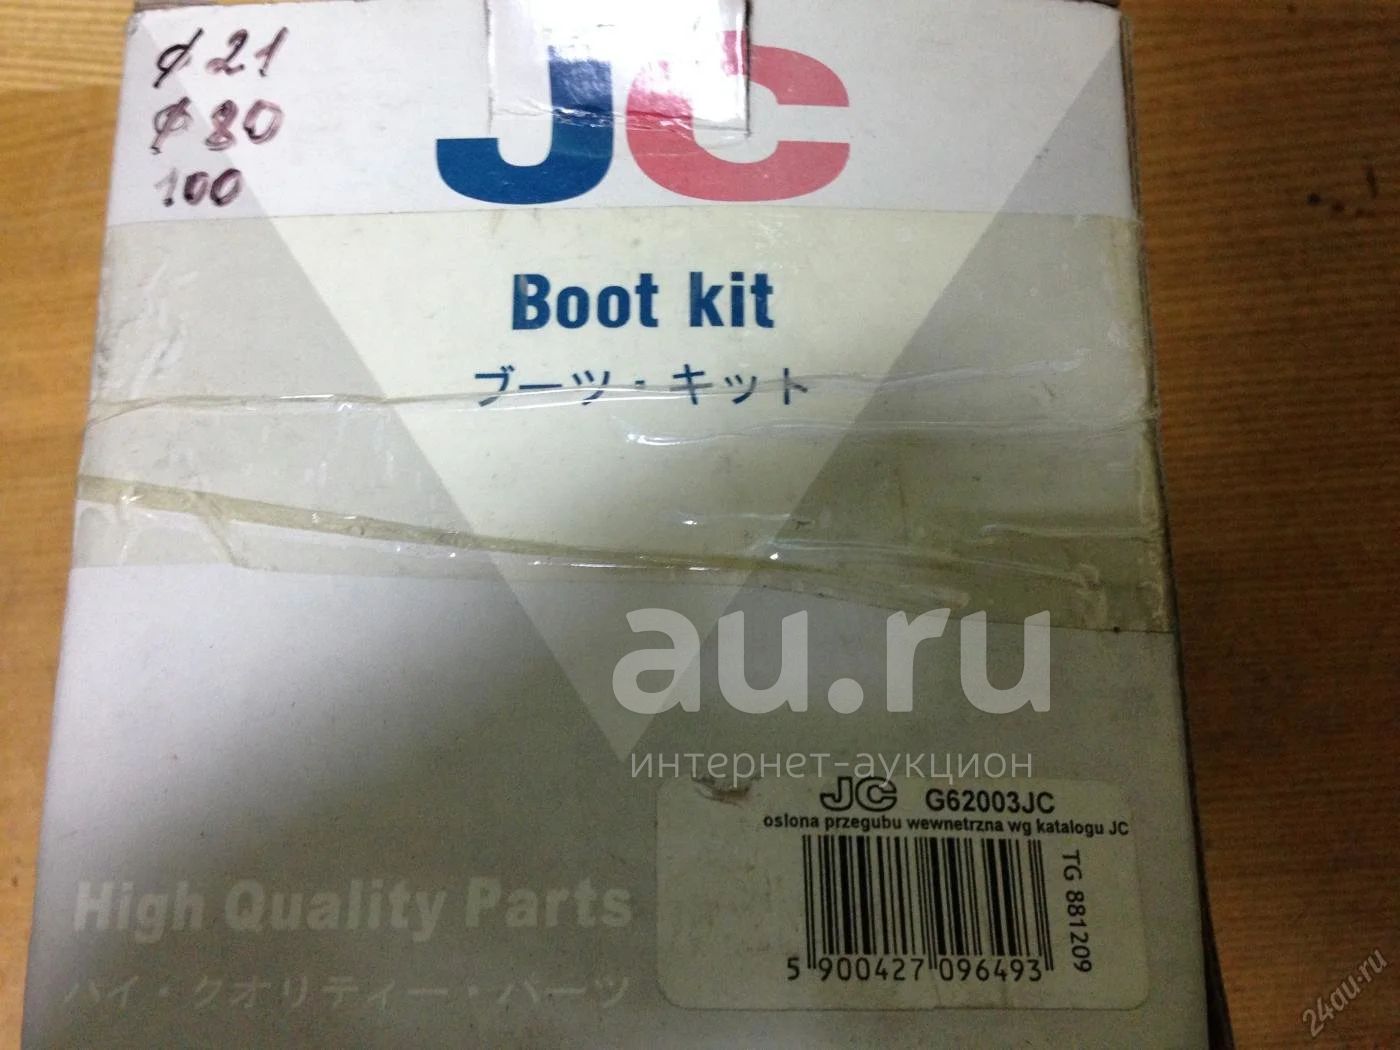 ⌀ 21
⌀ 80
100
JC
Boot kit
ブーツ・キット
au.ru
интернет-аукцион
JC G62003JC
oslona przegubu wewnetrzna wg katalogu JC
TG 881209
5 900427 096493
High Quality Parts
ハイ・クオリティー・パーツ
24au.ru